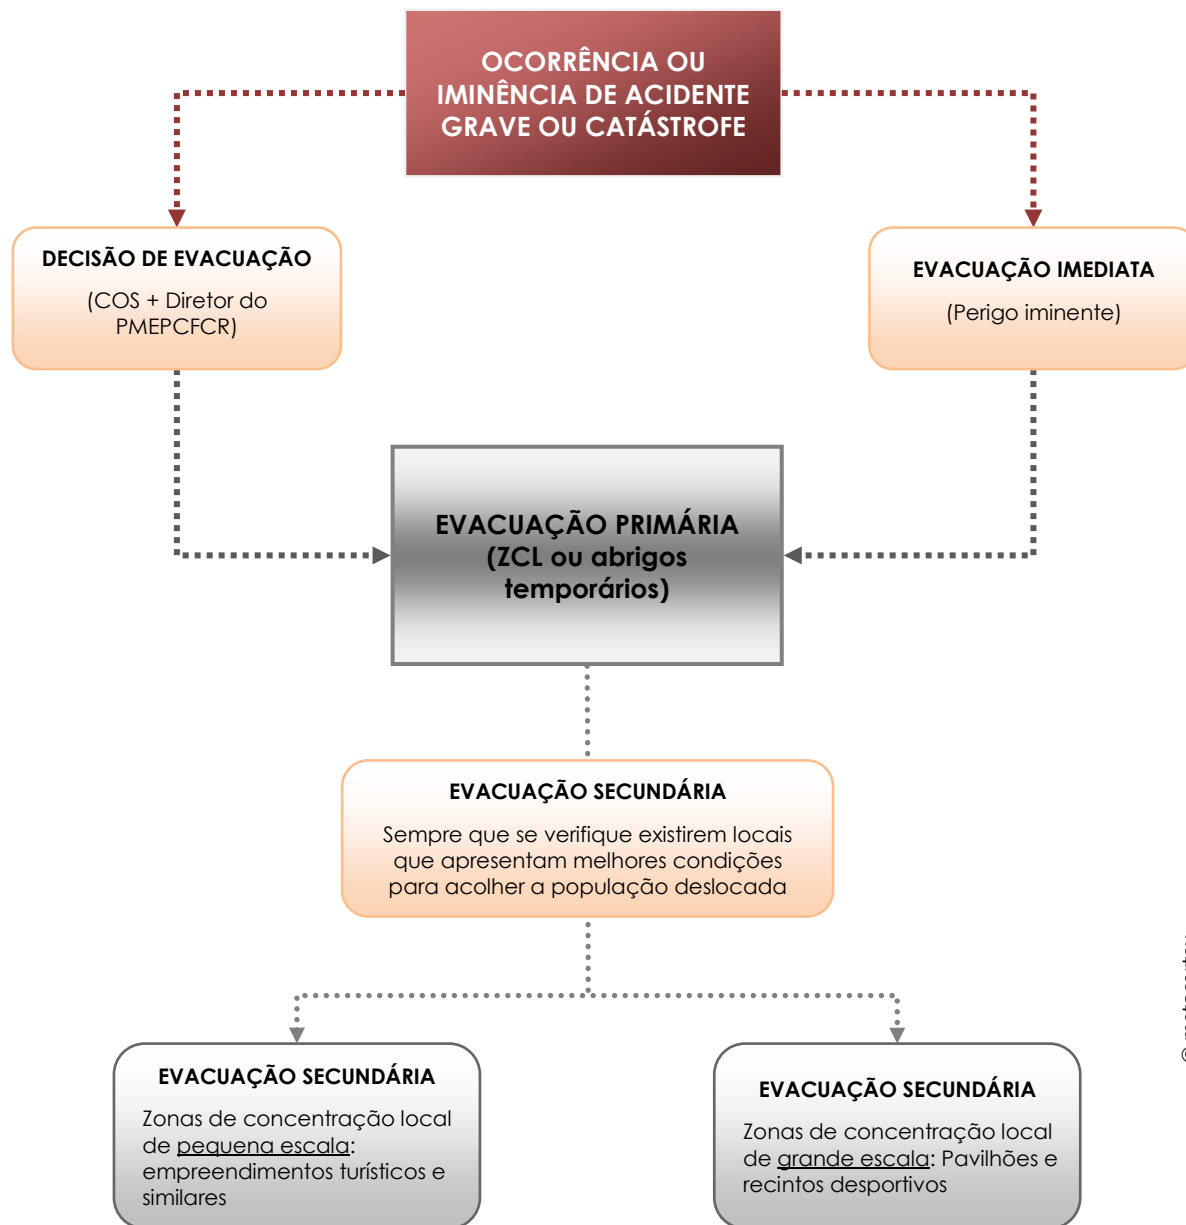 OCORRÊNCIA OU
IMINÊNCIA DE ACIDENTE
GRAVE OU CATÁSTROFE
DECISÃO DE EVACUAÇÃO
(COS + Diretor do
PMEPCFCR)
EVACUAÇÃO IMEDIATA
(Perigo iminente)
EVACUAÇÃO PRIMÁRIA
(ZCL ou abrigos
temporários)
EVACUAÇÃO SECUNDÁRIA
Sempre que se verifique existirem locais
que apresentam melhores condições
para acolher a população deslocada
EVACUAÇÃO SECUNDÁRIA
Zonas de concentração local
de pequena escala:
empreendimentos turísticos e
similares
EVACUAÇÃO SECUNDÁRIA
Zonas de concentração local
de grande escala: Pavilhões e
recintos desportivos